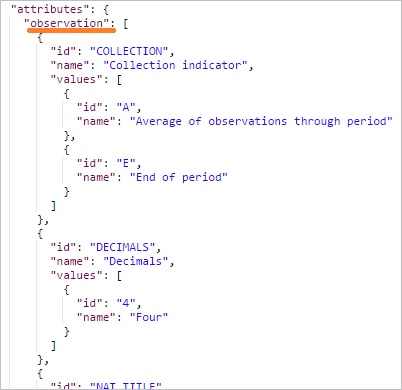 "attributes": {
"observation": [
{
"id": "COLLECTION",
"name": "Collection indicator",
"values": [
{
"id": "A",
"name": "Average of observations through period"
},
{
"id": "E",
"name": "End of period"
}
]
},
{
"id": "DECIMALS",
"name": "Decimals",
"values": [
{
"id": "4",
"name": "Four"
}
]
},
{
"id": "NAT_TITLE"